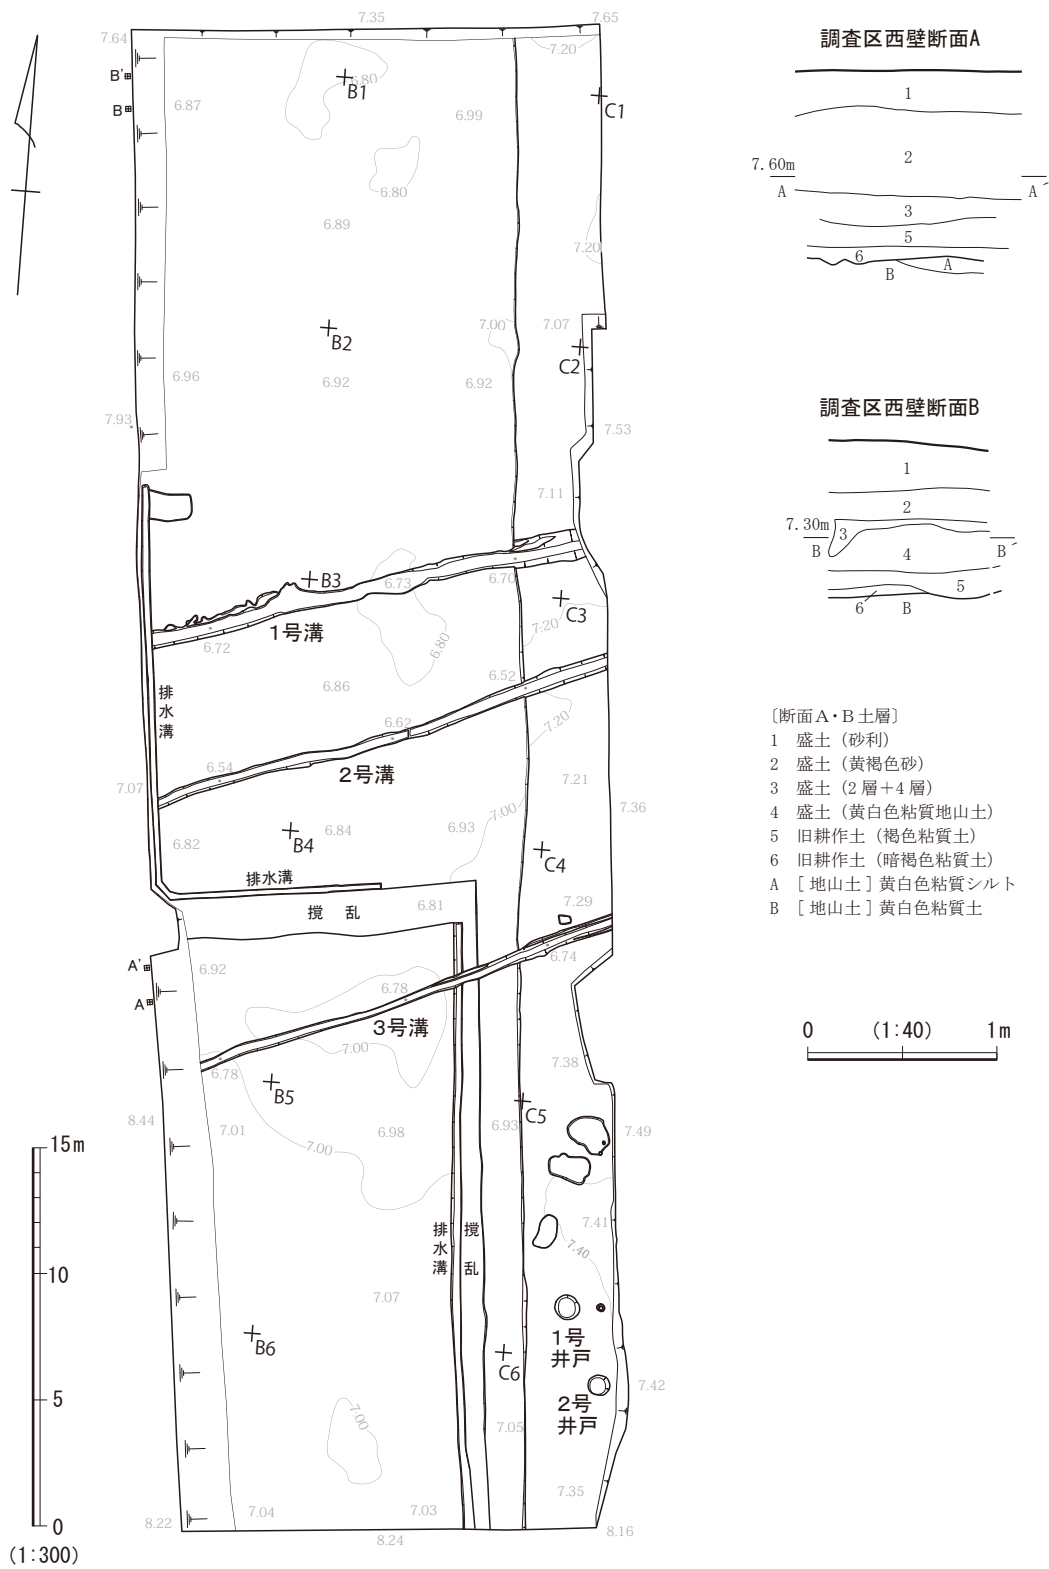 7.35
7.65
7.64
7.20
B'
B
6.80
B1
6.87
6.99
C1
6.80
6.89
7.20
7.00
7.07
B2
C2
6.96
6.92
6.92
7.93
7.53
7.11
B3
6.73
6.70
C3
1号溝
7.20
6.72
6.80
6.52
排水溝
6.86
6.62
7.20
6.54
2号溝
7.07
7.21
7.36
7.00
6.82
B4
6.84
6.93
C4
排水溝
撹 乱
6.81
7.29
A'
6.92
6.74
A
6.78
3号溝
7.00
6.78
B5
7.38
8.44
7.01
6.98
6.93
C5
7.49
7.00
排水溝
撹乱
7.41
7.40
7.07
B6
1号
井戸
C6
7.42
2号
井戸
7.00
7.05
7.35
7.04
7.03
8.22
8.24
8.16
15m
10
5
0
(1:300)
調査区西壁断面A
1
2
7.60m
A
A´
3
5
6
A
B
調査区西壁断面B
1
2
7.30m
B
B´
3
4
5
6
B
〔断面A・B土層〕
1 盛土（砂利）
2 盛土（黄褐色砂）
3 盛土（2層＋4層）
4 盛土（黄白色粘質地山土）
5 旧耕作土（褐色粘質土）
6 旧耕作土（暗褐色粘質土）
A ［地山土］黄白色粘質シルト
B ［地山土］黄白色粘質土
0 (1:40) 1m